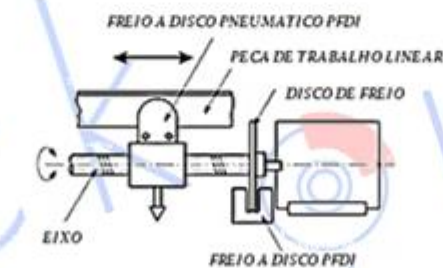 FREIO A DISCO PNEUMATICO PFDI
PECA DE TRABALHO LINEAR
DISCO DE FREIO
EIXO
FREIO A DISCO PFDI